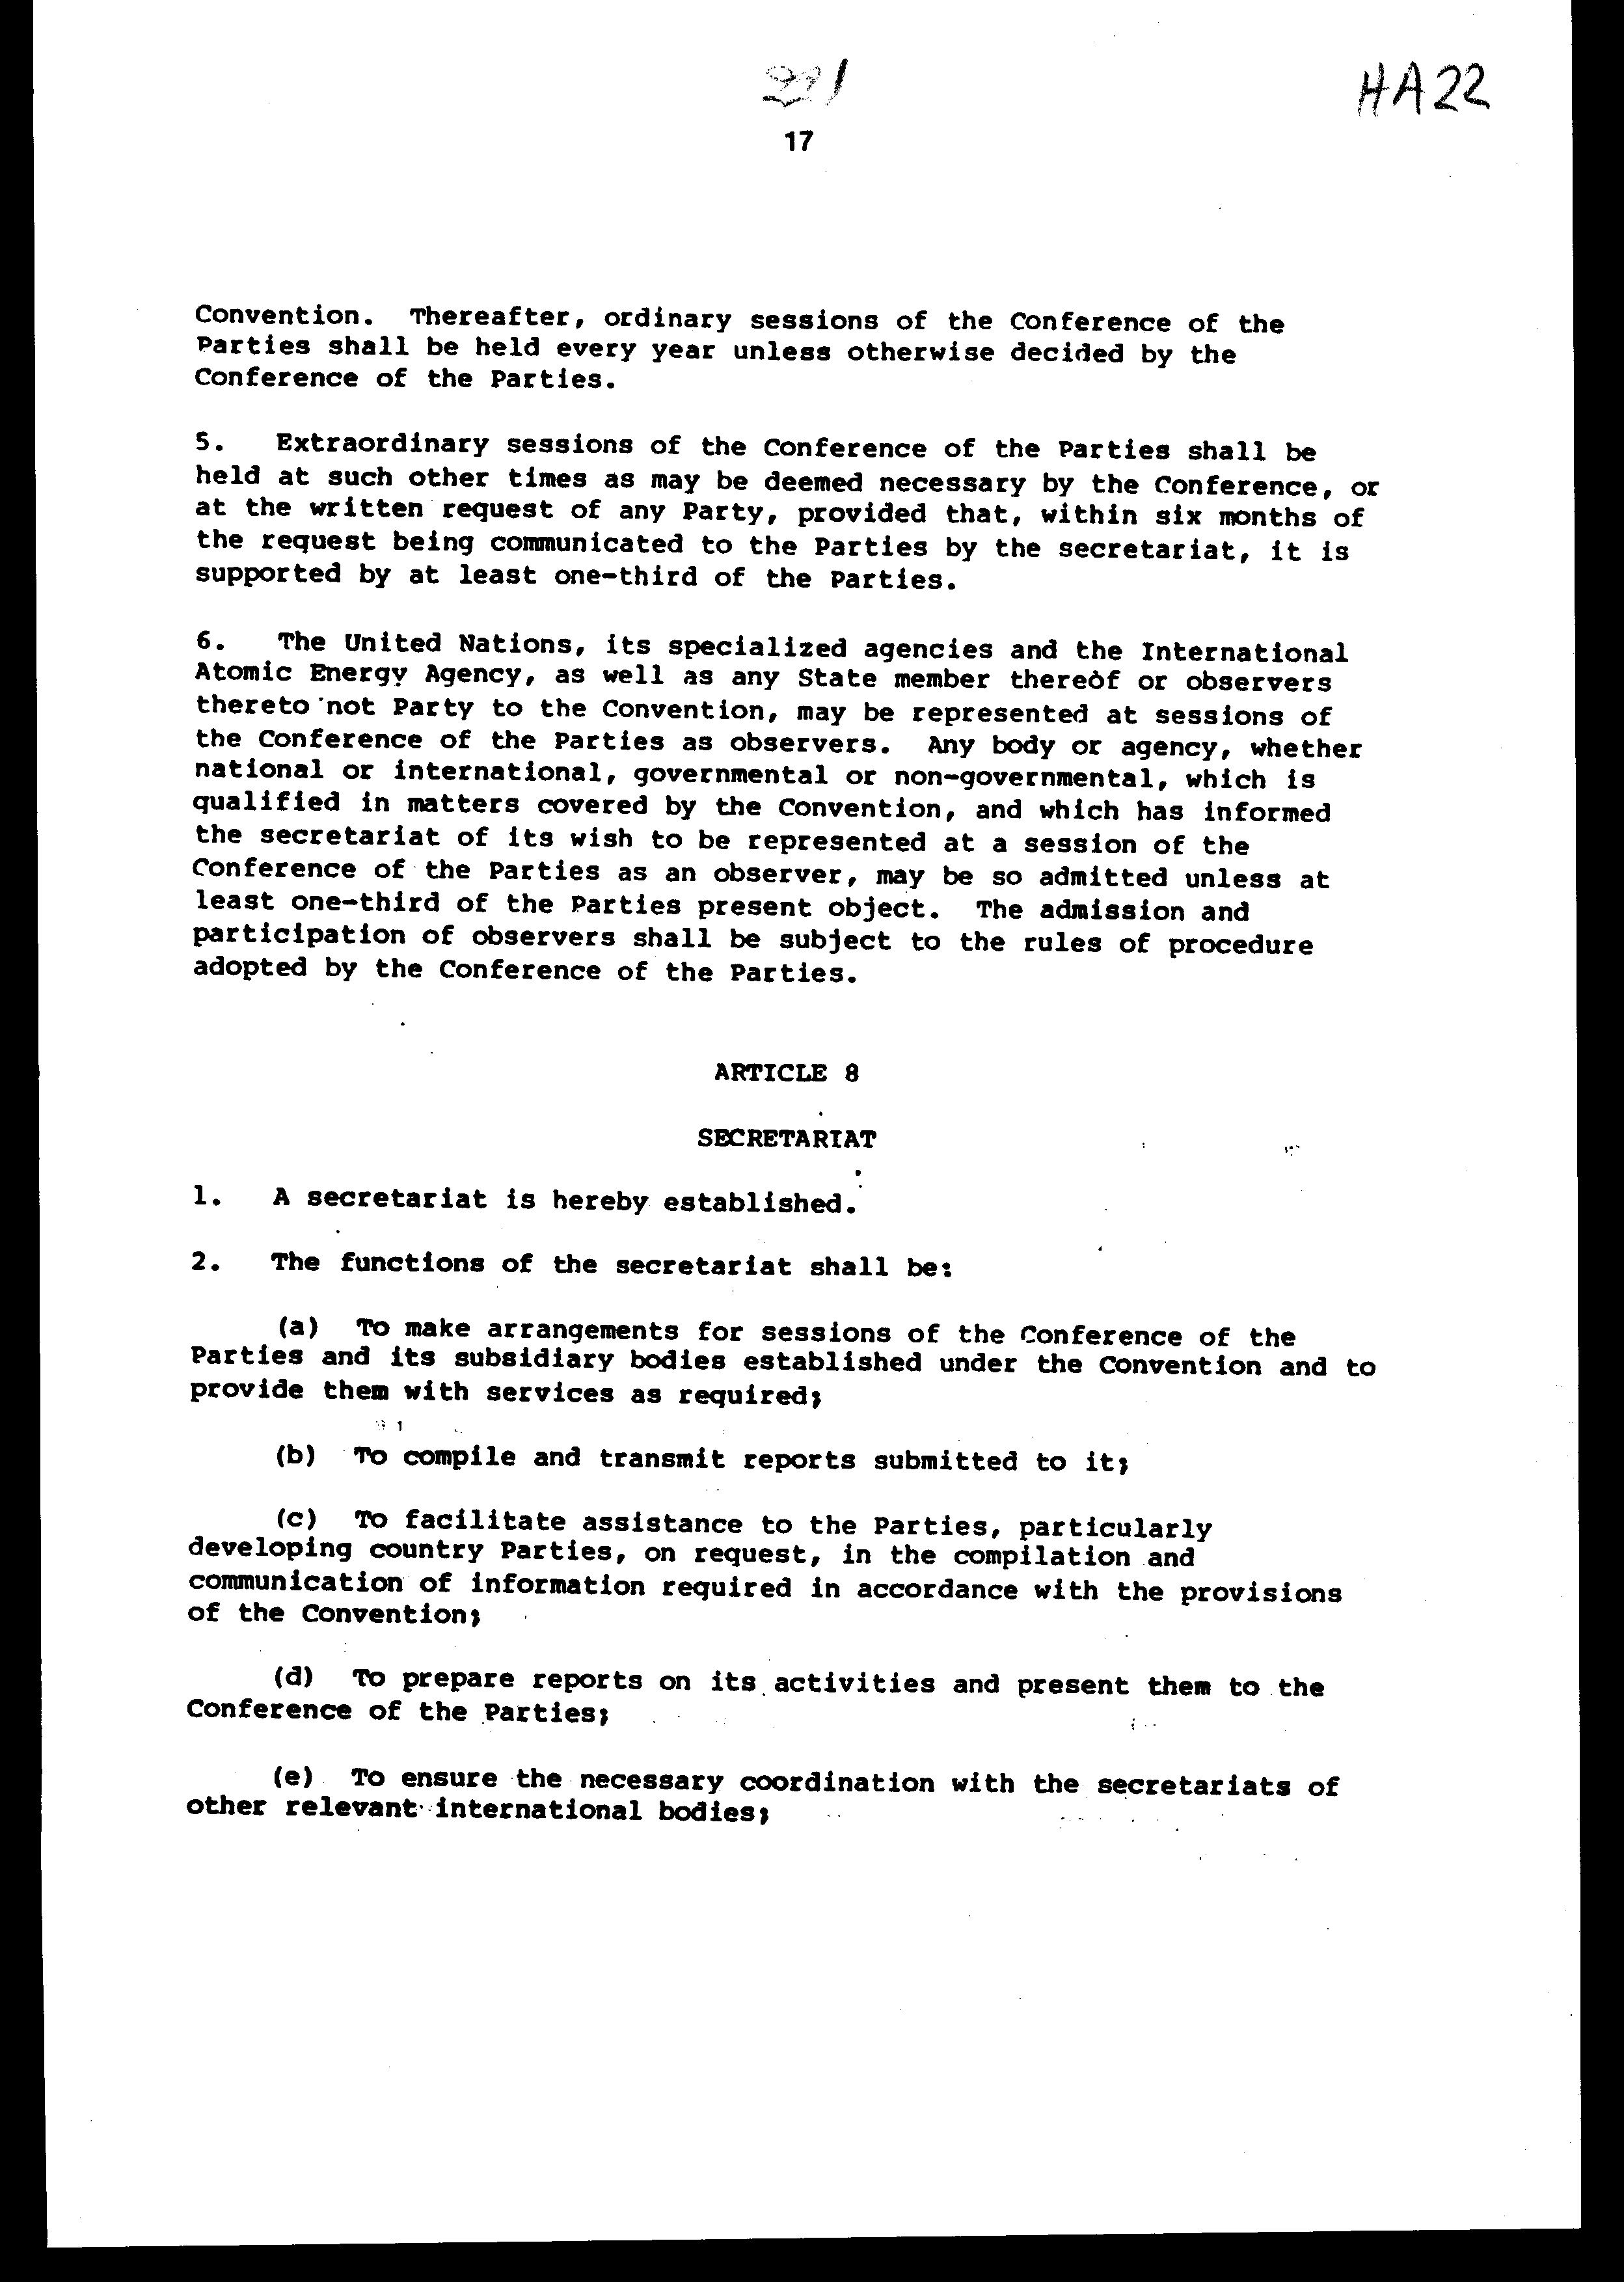 HA22
17
Convention. Thereafter, ordinary sessions of the Conference of the
Parties shall be held every year unless otherwise decided by the
Conference of the Parties.
5. Extraordinary sessions of the Conference of the Parties shall be
held at such other times as may be deemed necessary by the Conference, or
at the written request of any Party, provided that, within six months of
the request being communicated to the Parties by the secretariat, it is
supported by at least one-third of the Parties.
6. The United Nations, its specialized agencies and the International
Atomic Energy Agency, as well as any State member thereof or observers
thereto not Party to the Convention, may be represented at sessions of
the Conference of the Parties as observers. Any body or agency, whether
national or international, governmental or non-governmental, which is
qualified in matters covered by the Convention, and which has informed
the secretariat of its wish to be represented at a session of the
Conference of the Parties as an observer, may be so admitted unless at
least one-third of the Parties present object. The admission and
participation of observers shall be subject to the rules of procedure
adopted by the Conference of the Parties.
ARTICLE 8
SECRETARIAT
1. A secretariat is hereby established.
2. The functions of the secretariat shall be:
(a) To make arrangements for sessions of the Conference of the
Parties and its subsidiary bodies established under the Convention and to
provide them with services as required;
(b) To compile and transmit reports submitted to it;
(c) To facilitate assistance to the Parties, particularly
developing country Parties, on request, in the compilation and
communication of information required in accordance with the provisions
of the Convention;
(d) To prepare reports on its activities and present them to the
Conference of the Parties;
(e) To ensure the necessary coordination with the secretariats of
other relevant international bodies;